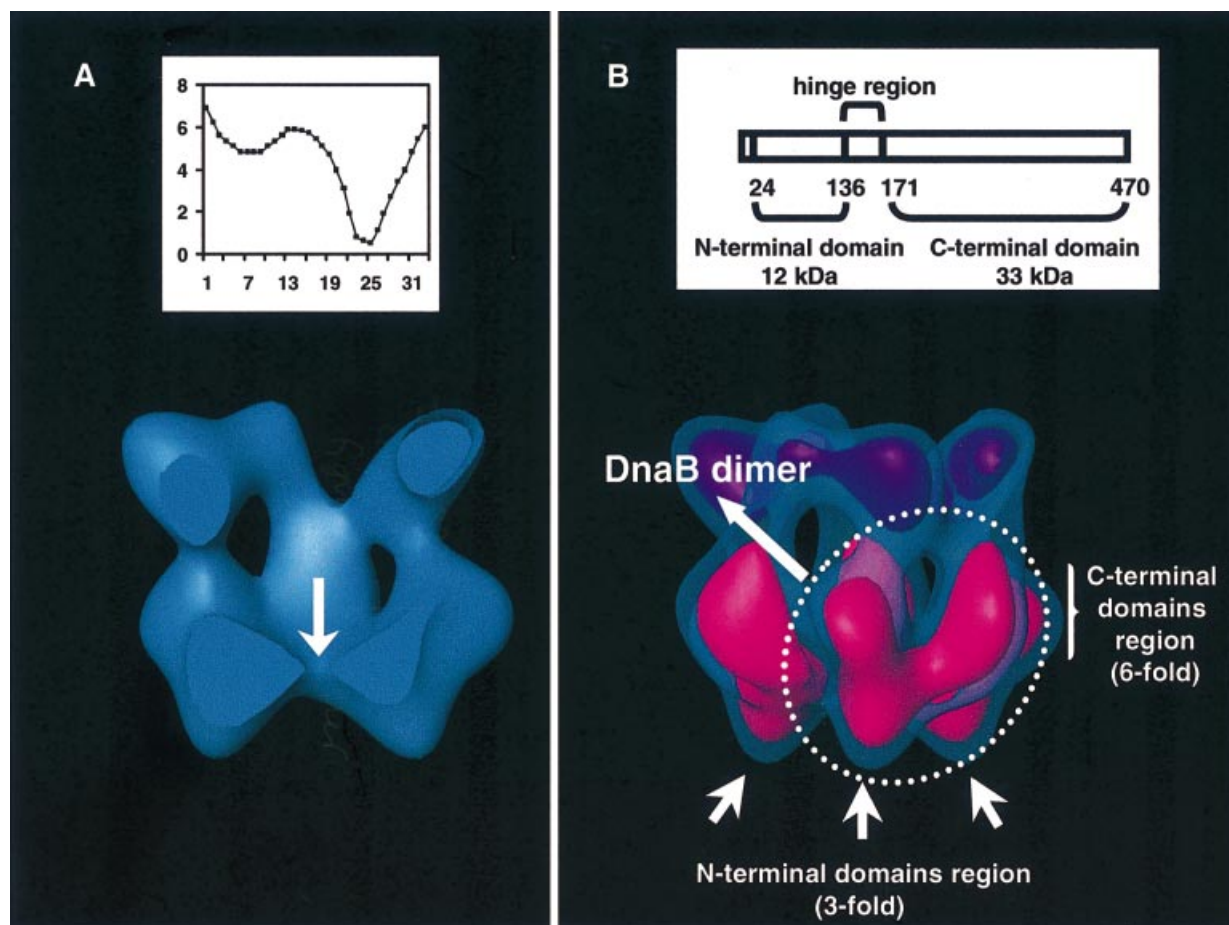 A
8
6
4
2
0
1 7 13 19 25 31
B
hinge region
24 136 171 470
N-terminal domain
12 kDa
C-terminal domain
33 kDa
DnaB dimer
C-terminal
domains
region
(6-fold)
N-terminal domains region
(3-fold)